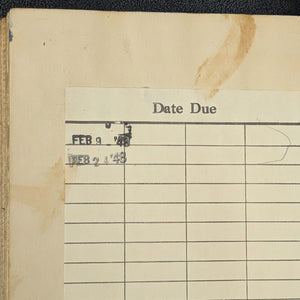 Date Due
FEB 9 - '48
FEB 24 '48